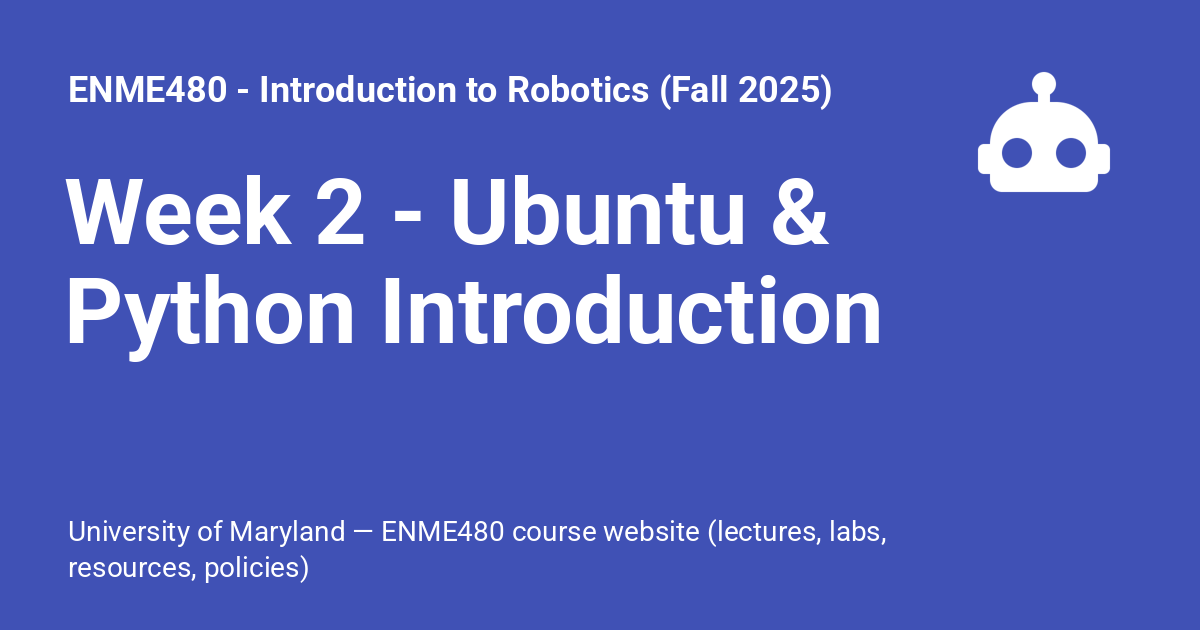 ENME480 - Introduction to Robotics (Fall 2025)
Week 2 - Ubuntu &
Python Introduction
University of Maryland — ENME480 course website (lectures, labs,
resources, policies)